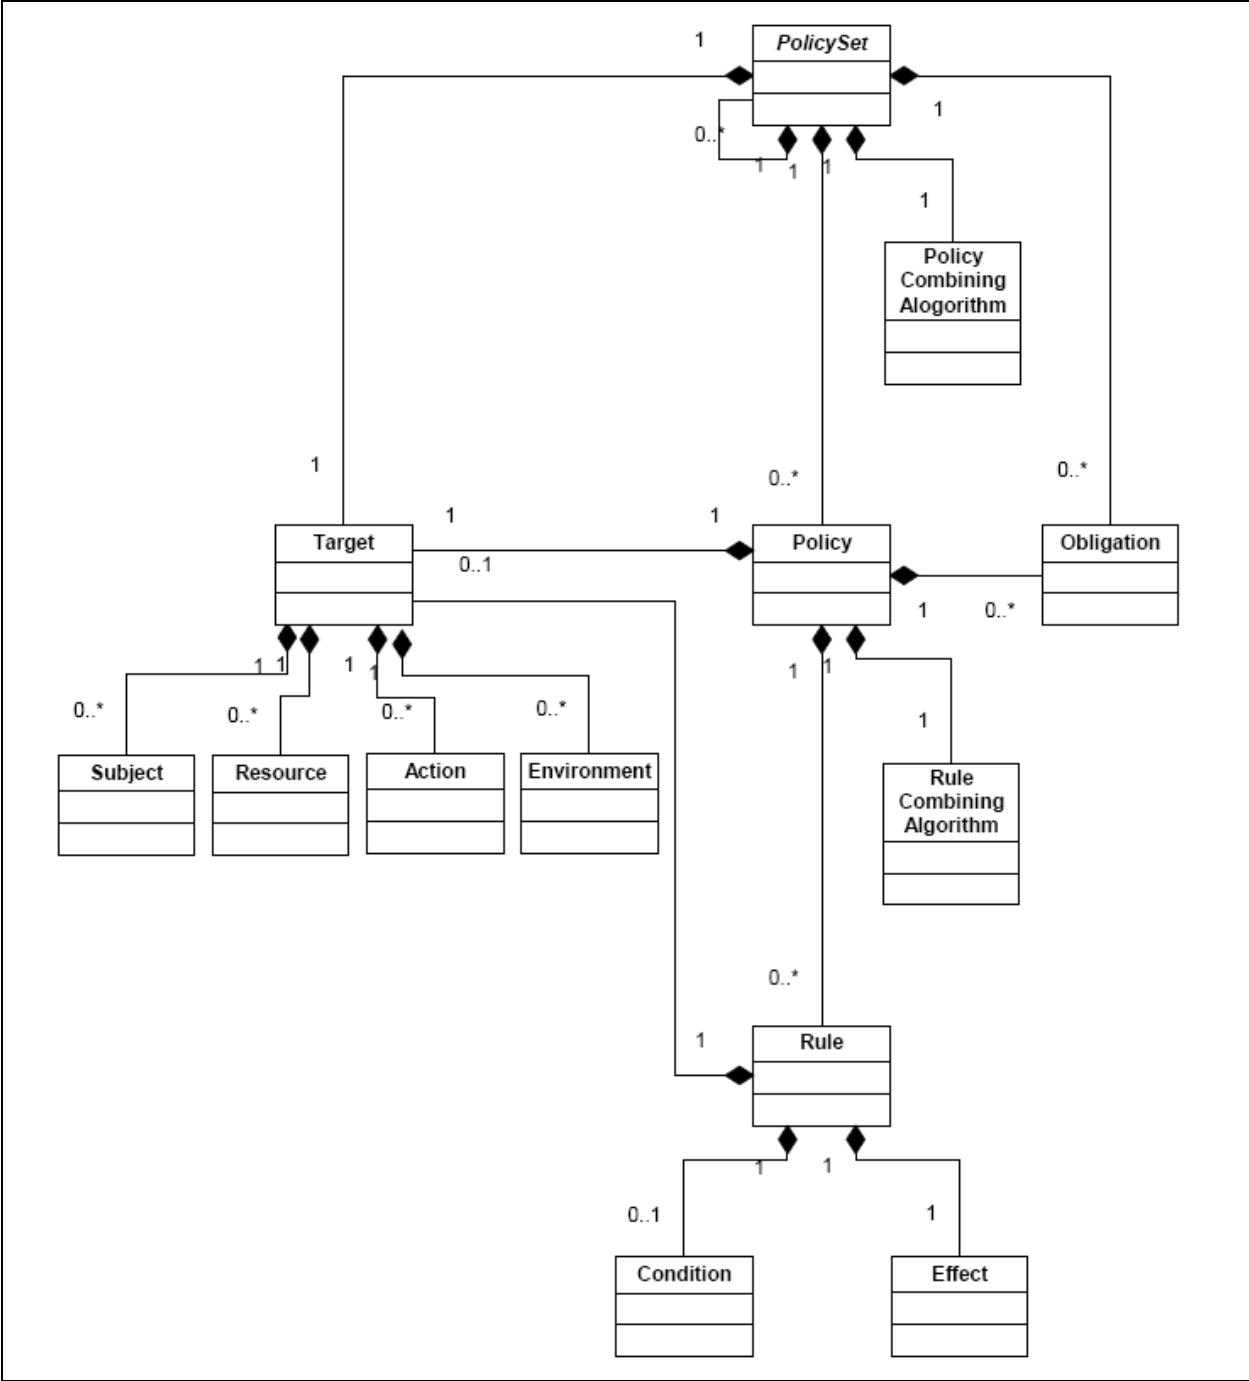 1
PolicySet
1
0..*
1
1
1
1
Policy
Combining
Alogorithm
1
0..*
0..*
1
1
Target
0..1
Policy
Obligation
1
0..*
1
1
1
1
1
1
0..*
0..*
0..*
0..*
1
Subject
Resource
Action
Environment
Rule
Combining
Algorithm
0..*
1
Rule
1
1
0..1
1
Condition
Effect